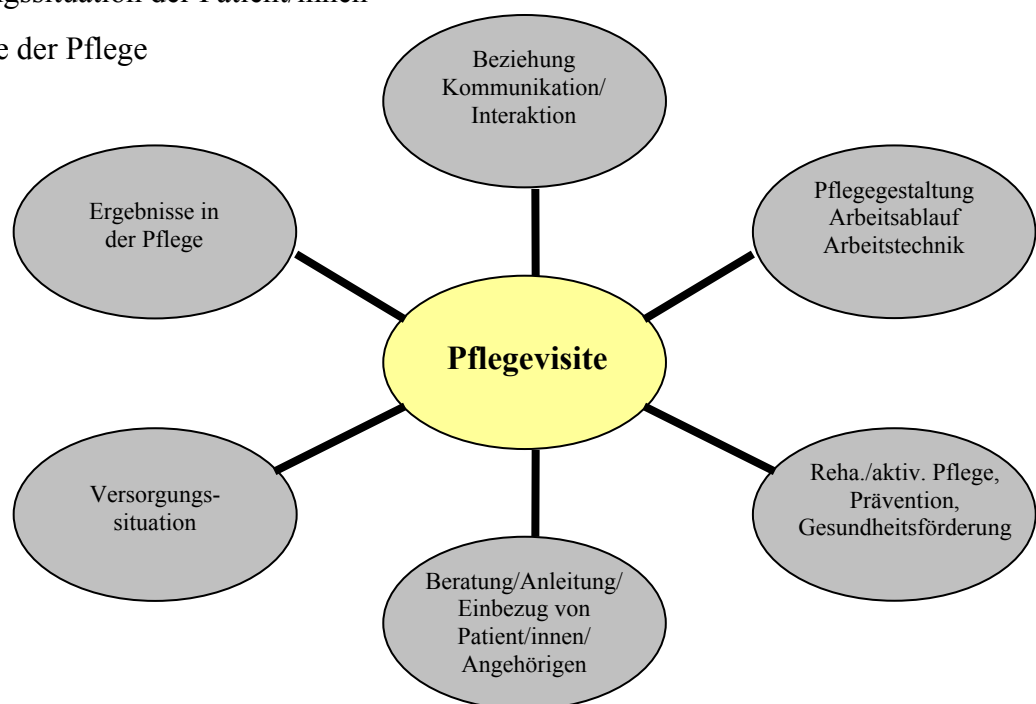 der Patient/innen
der Pflege
Beziehung
Kommunikation/
Interaktion
Ergebnisse in
der Pflege
Pflegegestaltung
Arbeitsablauf
Arbeitstechnik
Pflegevisite
Versorgungs-
situation
Reha./aktiv. Pflege,
Prävention,
Gesundheitsförderung
Beratung/Anleitung/
Einbezug von
Patient/innen/
Angehörigen